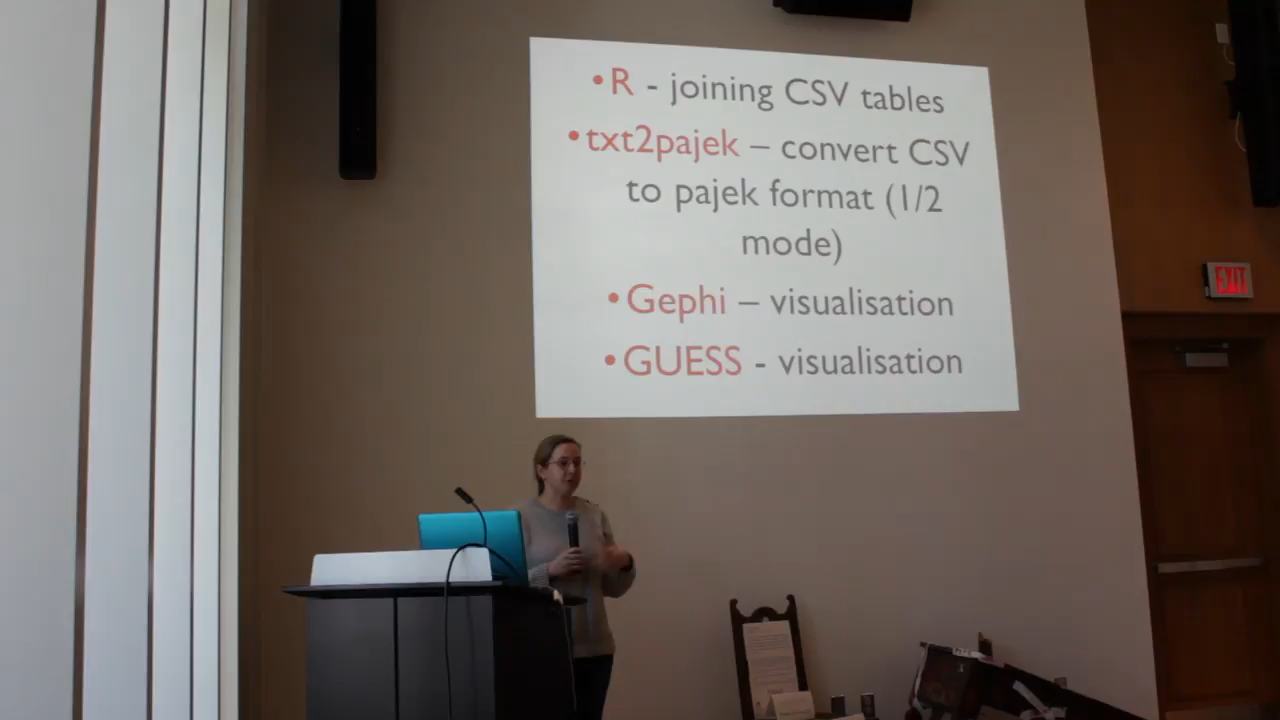 •R - joining CSV tables
•txt2pajek – convert CSV
to pajek format (1/2
mode)
•Gephi – visualisation
•GUESS - visualisation
EXIT